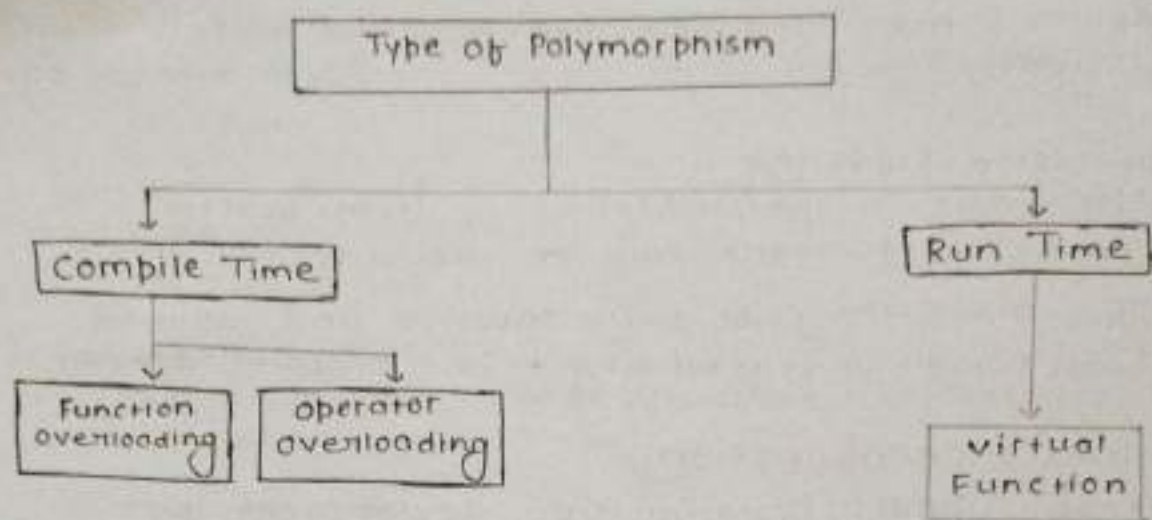 Type of Polymorphism
Compile Time
Run Time
Function
overloading
operator
overloading
virtual
Function